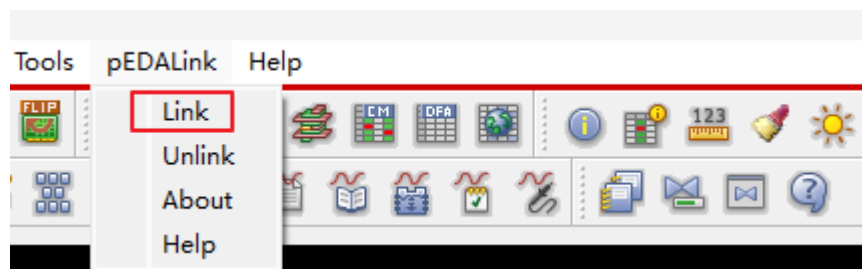 Tools pEDALink Help
FLIP Link CM DFA 123
Unlink
About
Help